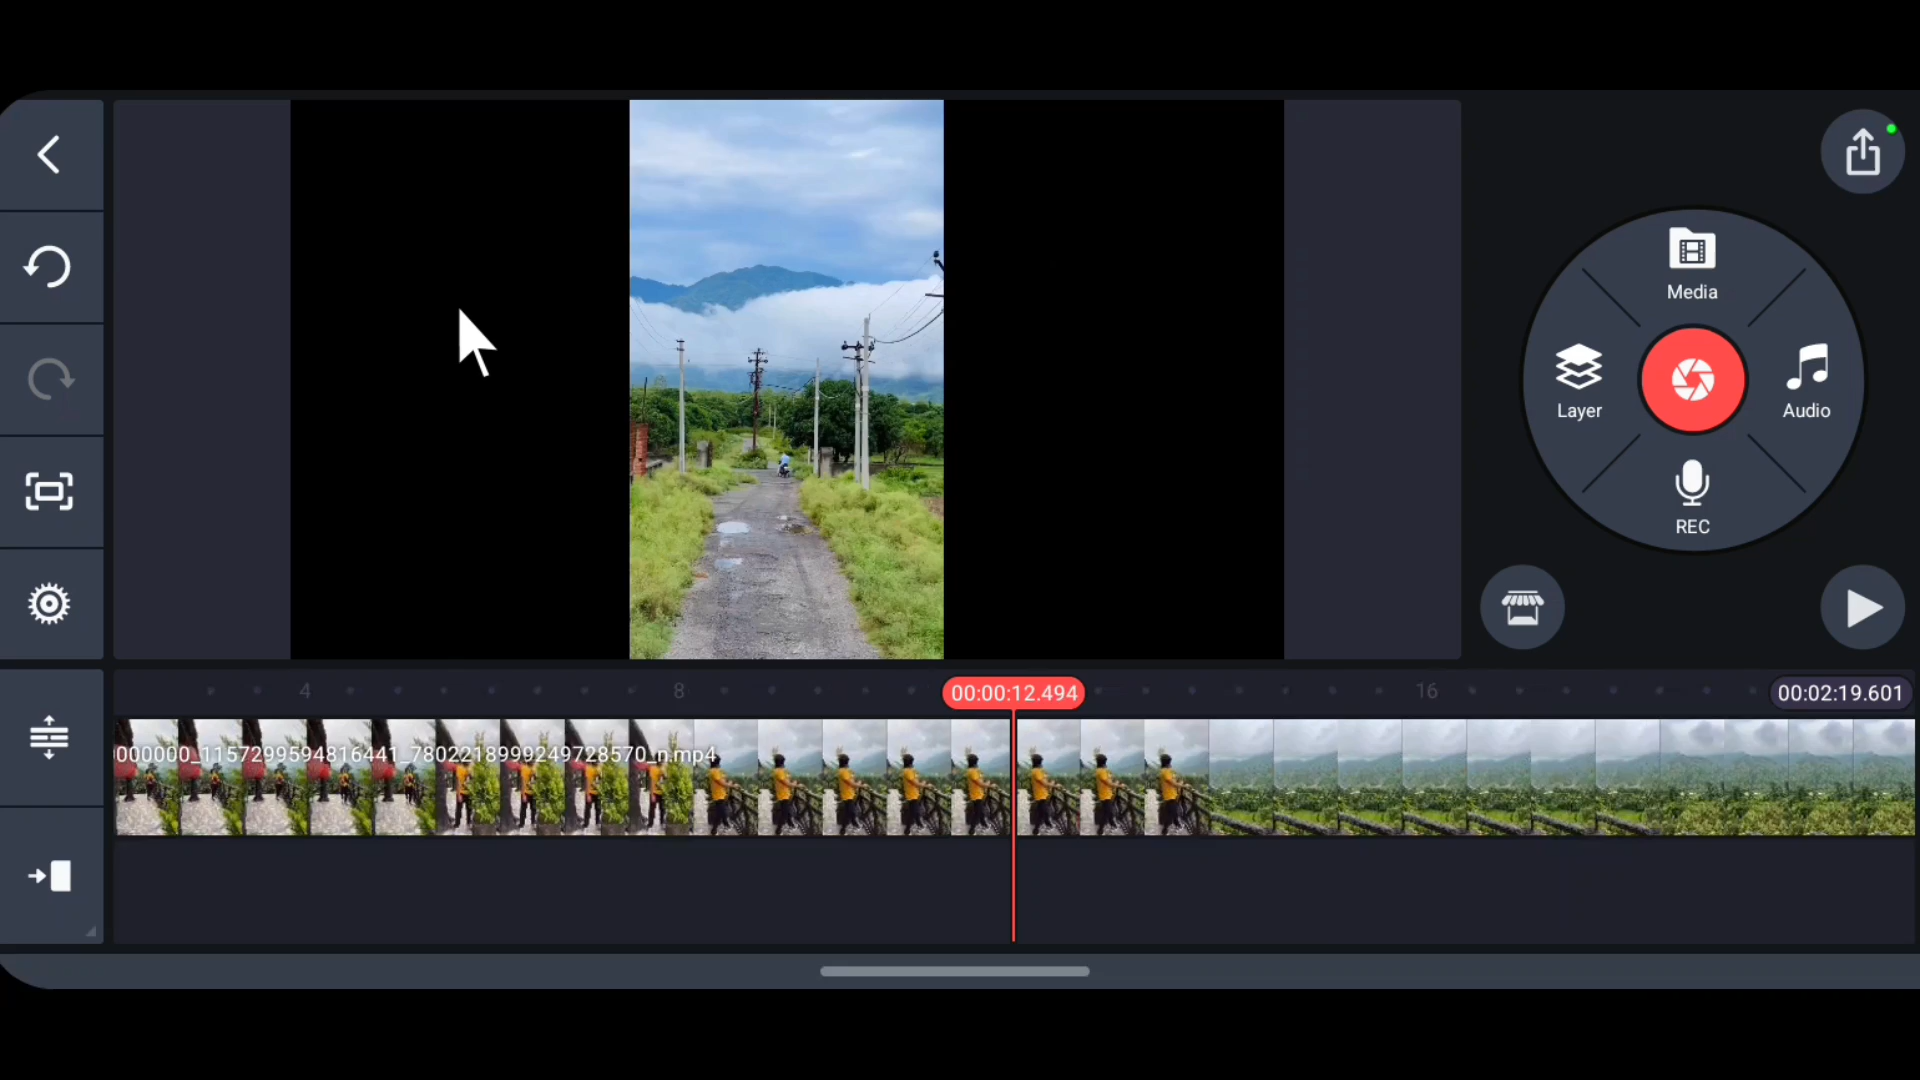 Media
Layer
Audio
REC
4
8
00:00:12.494
16
00:02:19.601
000000_1157299594816441_7802218999249728570_n.mp4